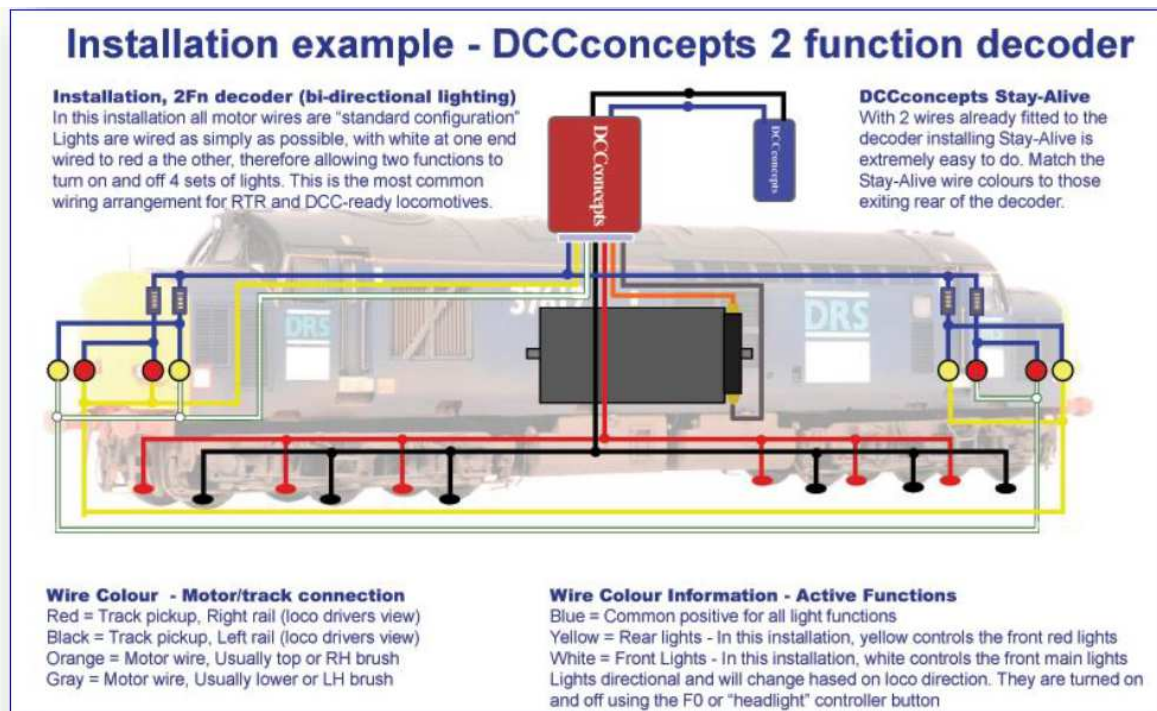 Installation example - DCCconcepts 2 function decoder
Installation, 2Fn decoder (bi-directional lighting)
In this installation all motor wires are “standard configuration”
Lights are wired as simply as possible, with white at one end
wired to red a the other, therefore allowing two functions to
turn on and off 4 sets of lights. This is the most common
wiring arrangement for RTR and DCC-ready locomotives.
DCCconcepts
DCCconcepts
DCCconcepts Stay-Alive
With 2 wires already fitted to the
decoder installing Stay-Alive is
extremely easy to do. Match the
Stay-Alive wire colours to those
exiting rear of the decoder.
DRS
DRS
Wire Colour - Motor/track connection
Red = Track pickup, Right rail (loco drivers view)
Black = Track pickup, Left rail (loco drivers view)
Orange = Motor wire, Usually top or RH brush
Gray = Motor wire, Usually lower or LH brush
Wire Colour Information - Active Functions
Blue = Common positive for all light functions
Yellow = Rear lights - In this installation, yellow controls the front red lights
White = Front Lights - In this installation, white controls the front main lights
Lights directional and will change hased on loco direction. They are turned on
and off using the F0 or “headlight” controller button